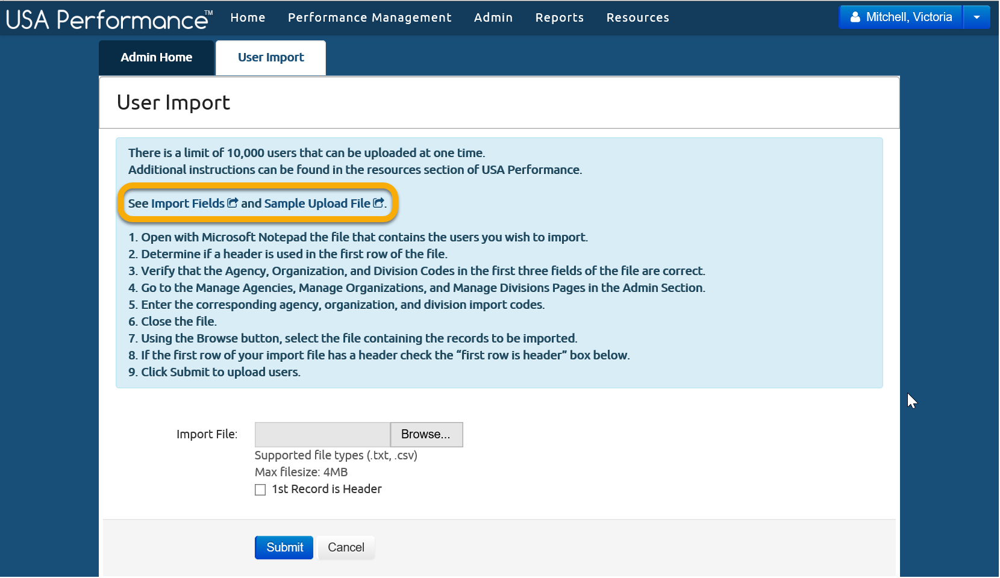 USA Performance™ Home Performance Management Admin Reports Resources Mitchell, Victoria
Admin Home User Import
User Import
There is a limit of 10,000 users that can be uploaded at one time.
Additional instructions can be found in the resources section of USA Performance.
See Import Fields and Sample Upload File.
1. Open with Microsoft Notepad the file that contains the users you wish to import.
2. Determine if a header is used in the first row of the file.
3. Verify that the Agency, Organization, and Division Codes in the first three fields of the file are correct.
4. Go to the Manage Agencies, Manage Organizations, and Manage Divisions Pages in the Admin Section.
5. Enter the corresponding agency, organization, and division import codes.
6. Close the file.
7. Using the Browse button, select the file containing the records to be imported.
8. If the first row of your import file has a header check the “first row is header” box below.
9. Click Submit to upload users.
Import File: Browse...
Supported file types (.txt, .csv)
Max filesize: 4MB
1st Record is Header
Submit Cancel